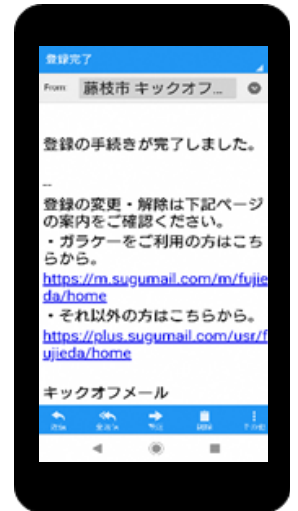 登録完了
From: 藤枝市 キックオフ...
登録の手続きが完了しました。
--
登録の変更・解除は下記ページ
の案内をご確認ください。
・ガラケーをご利用の方はこち
らから。
https://m.sugumail.com/m/fujie
da/home
・それ以外の方はこちらから。
https://plus.sugumail.com/usr/f
ujieda/home
キックオフメール